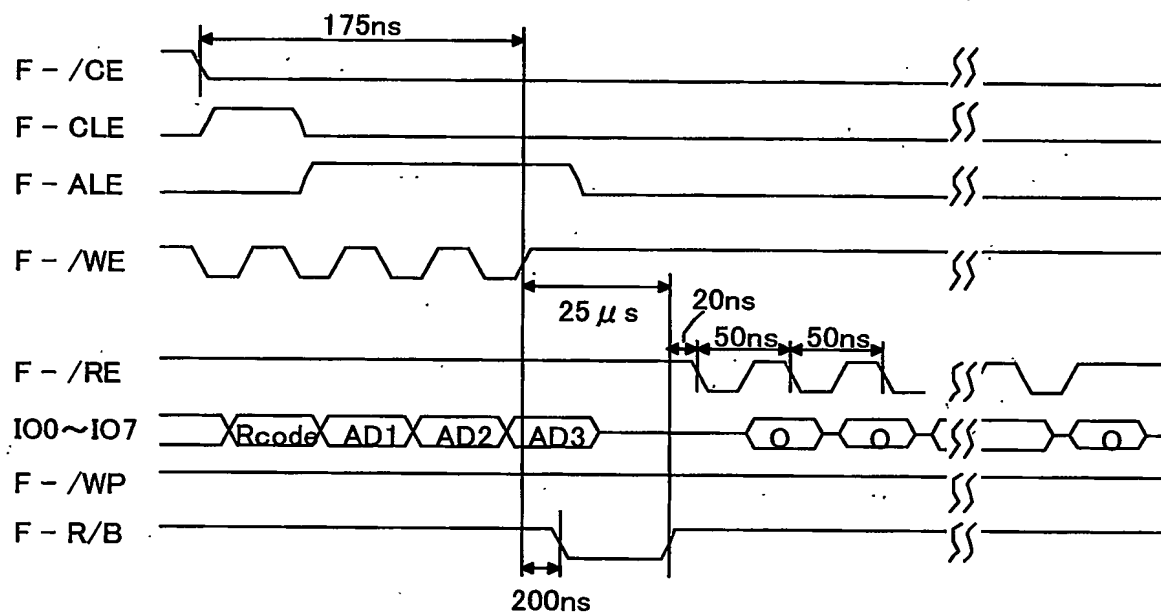 175ns
F - /CE
F - CLE
F - ALE
F - /WE
25 μ s
20ns
50ns 50ns
F - /RE
IO0~IO7 Rcode AD1 AD2 AD3 O O O
F - /WP
F - R/B
200ns